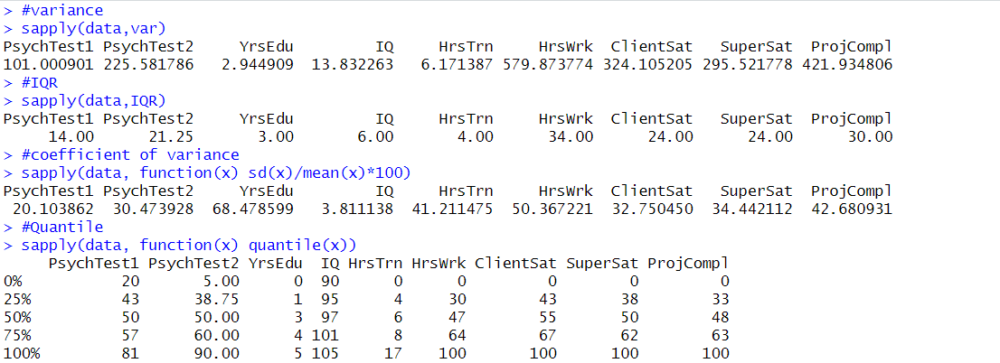 > #variance
> sapply(data,var)
PsychTest1 PsychTest2 YrsEdu IQ HrsTrn HrsWrk ClientSat SuperSat ProjCompl
101.000901 225.581786 2.944909 13.832263 6.171387 579.873774 324.105205 295.521778 421.934806
> #IQR
> sapply(data,IQR)
PsychTest1 PsychTest2 YrsEdu IQ HrsTrn HrsWrk ClientSat SuperSat ProjCompl
14.00 21.25 3.00 6.00 4.00 34.00 24.00 24.00 30.00
> #coefficient of variance
> sapply(data, function(x) sd(x)/mean(x)*100)
PsychTest1 PsychTest2 YrsEdu IQ HrsTrn HrsWrk ClientSat SuperSat ProjCompl
20.103862 30.473928 68.478599 3.811138 41.211475 50.367221 32.750450 34.442112 42.680931
> #Quantile
> sapply(data, function(x) quantile(x))
PsychTest1 PsychTest2 YrsEdu IQ HrsTrn HrsWrk ClientSat SuperSat ProjCompl
0% 20 5.00 0 90 0 0 0 0 0
25% 43 38.75 1 95 4 30 43 38 33
50% 50 50.00 3 97 6 47 55 50 48
75% 57 60.00 4 101 8 64 67 62 63
100% 81 90.00 5 105 17 100 100 100 100